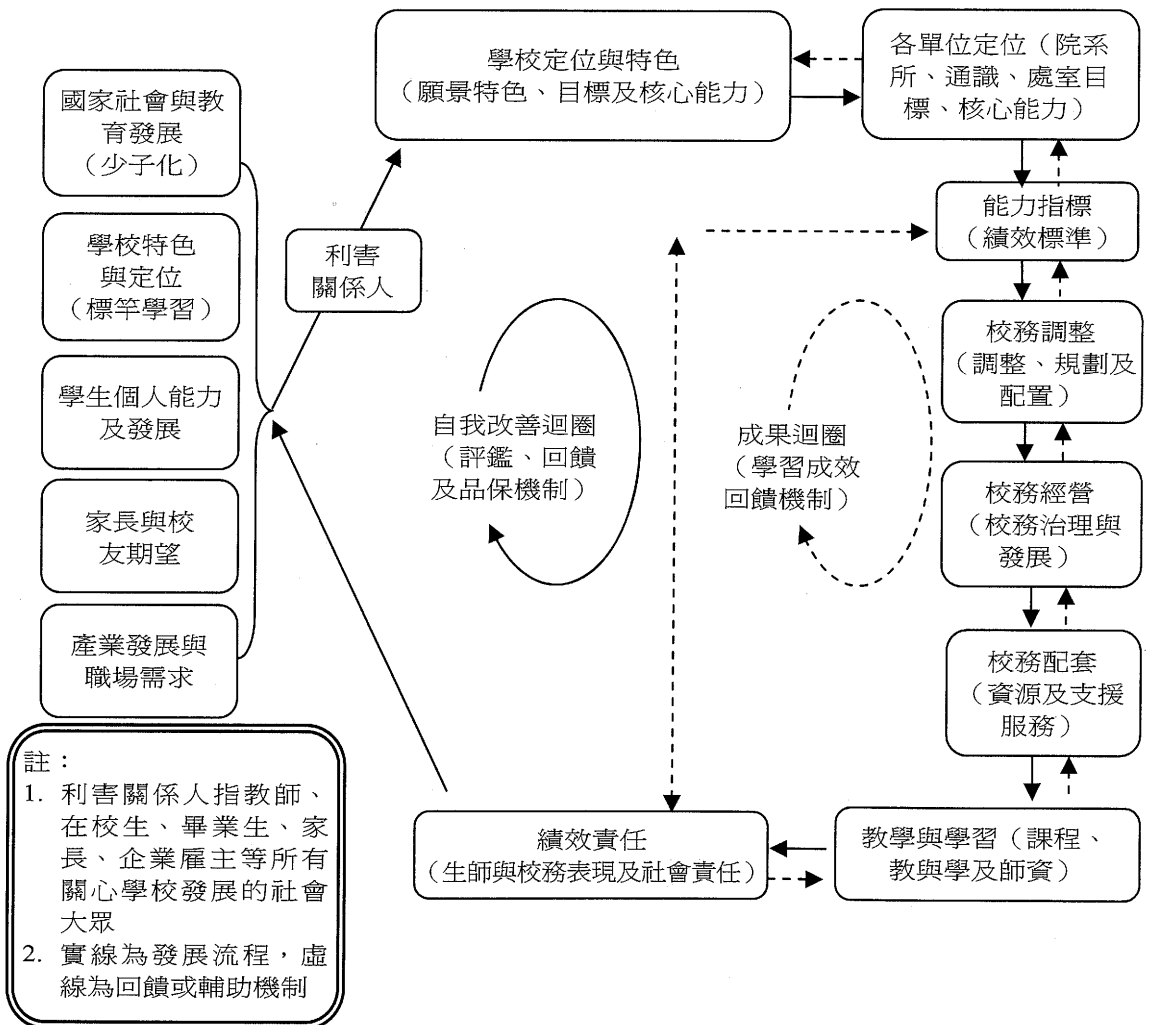 學校定位與特色
（願景特色、目標及核心能力）
各單位定位（院系
所、通識、處室目
標、核心能力）
國家社會與教
育發展
（少子化）
學校特色
與定位
（標竿學習）
學生個人能力
及發展
家長與校
友期望
產業發展與
職場需求
利害
關係人
自我改善迴圈
（評鑑、回饋
及品保機制）
成果迴圈
（學習成效
回饋機制）
能力指標
（績效標準）
校務調整
（調整、規劃及
配置）
校務經營
（校務治理與
發展）
校務配套
（資源及支援
服務）
教學與學習（課程、
教與學及師資）
績效責任
（生師與校務表現及社會責任）
註：
1. 利害關係人指教師、
在校生、畢業生、家
長、企業雇主等所有
關心學校發展的社會
大眾
2. 實線為發展流程，虛
線為回饋或輔助機制